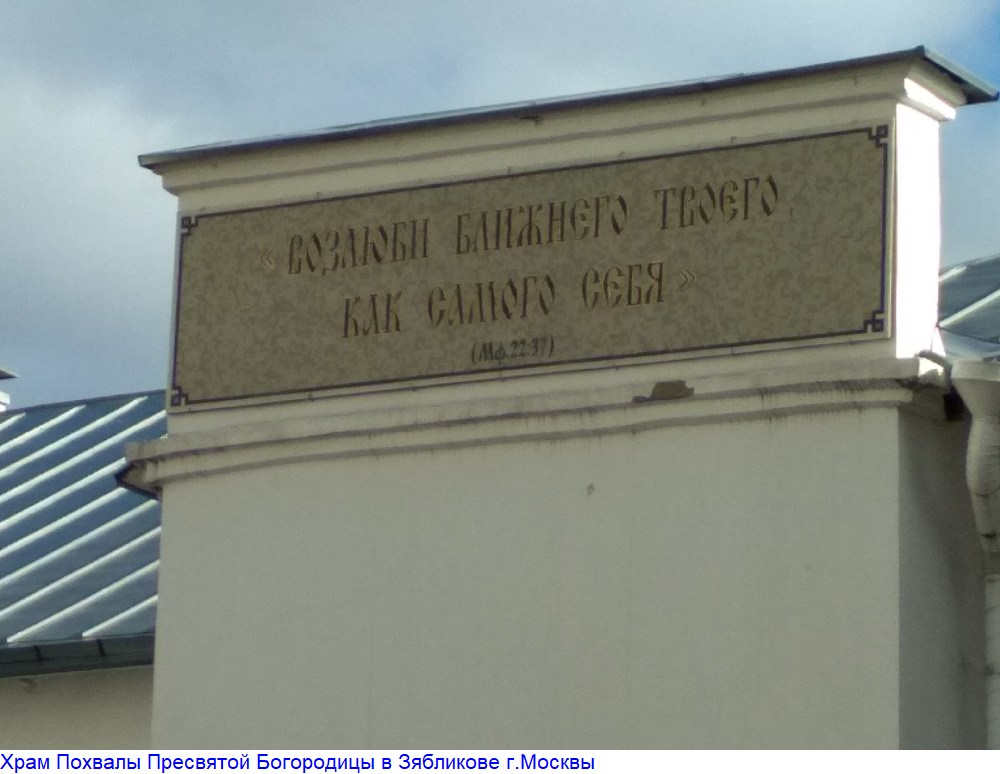 « ВОЗЛЮБИ БЛИЖНЕГО ТВОЕГО
КАК САМОГО СЕБЯ »
(Мф.22:37)
Храм Похвалы Пресвятой Богородицы в Зябликове г.Москвы